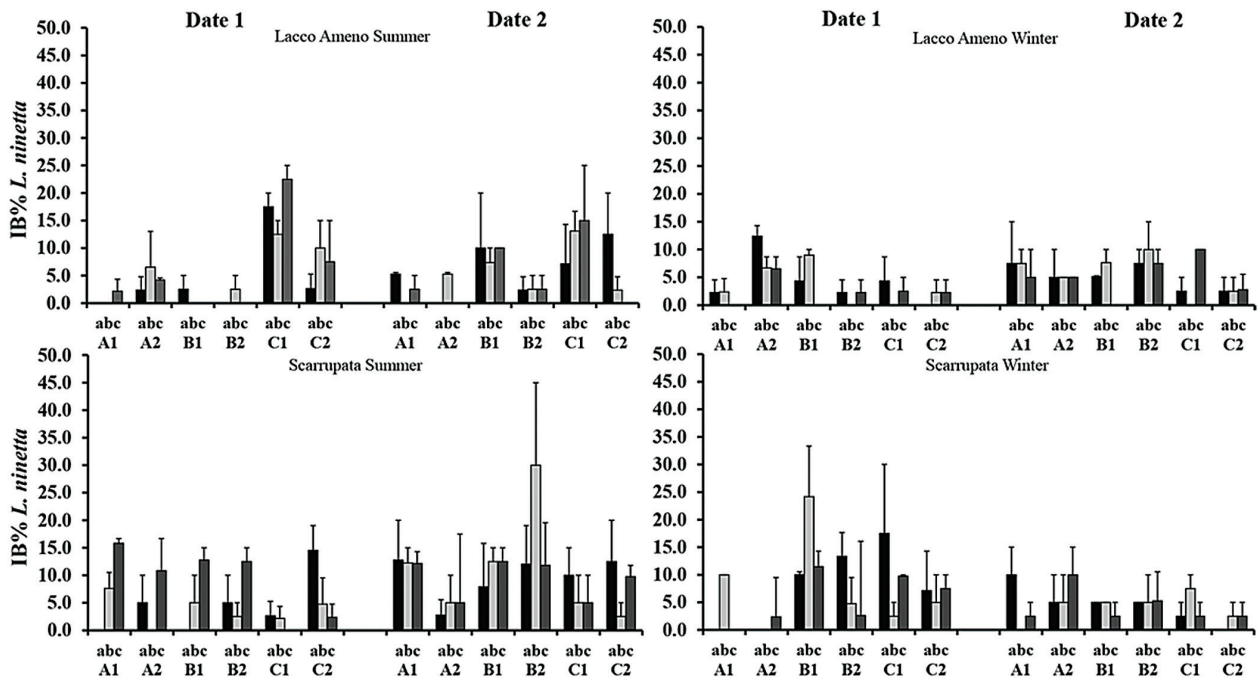 Date 1 Date 2
Lacco Ameno Summer
IB% L. ninetta
50.0
45.0
40.0
35.0
30.0
25.0
20.0
15.0
10.0
5.0
0.0
abc abc abc abc abc abc abc abc abc abc abc abc
A1 A2 B1 B2 C1 C2 A1 A2 B1 B2 C1 C2
Date 1 Date 2
Lacco Ameno Winter
50.0
45.0
40.0
35.0
30.0
25.0
20.0
15.0
10.0
5.0
0.0
abc abc abc abc abc abc abc abc abc abc abc abc
A1 A2 B1 B2 C1 C2 A1 A2 B1 B2 C1 C2
Scarrupata Summer
IB% L. ninetta
50.0
45.0
40.0
35.0
30.0
25.0
20.0
15.0
10.0
5.0
0.0
abc abc abc abc abc abc abc abc abc abc abc abc
A1 A2 B1 B2 C1 C2 A1 A2 B1 B2 C1 C2
Scarrupata Winter
50.0
45.0
40.0
35.0
30.0
25.0
20.0
15.0
10.0
5.0
0.0
abc abc abc abc abc abc abc abc abc abc abc abc
A1 A2 B1 B2 C1 C2 A1 A2 B1 B2 C1 C2